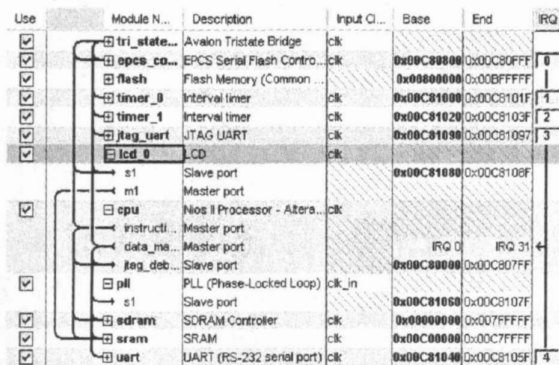 Use Module N... Description Input Cl... Base End IRQ
tri_state... Avalon Tristate Bridge clk
epcs_co... EPCS Serial Flash Contro... clk 0x00C80800 0x00C80FFF 0
flash Flash Memory (Common ... 0x00800000 0x00BFFFFF
timer_0 Interval timer clk 0x00C81000 0x00C8101F 1
timer_1 Interval timer clk 0x00C81020 0x00C8103F 2
jtag_uart JTAG UART clk 0x00C81090 0x00C81097 3
lcd_0 LCD clk
s1 Slave port 0x00C81080 0x00C8108F
m1 Master port
cpu Nios II Processor - Altera... clk
instructi... Master port
data_ma... Master port IRQ 0 IRQ 31
jtag_deb... Slave port 0x00C80000 0x00C807FF
pll PLL (Phase-Locked Loop) clk_in
s1 Slave port 0x00C81060 0x00C8107F
sdram SDRAM Controller clk 0x00000000 0x007FFFFF
sram SRAM clk 0x00C00000 0x00C7FFFF
uart UART (RS-232 serial port) clk 0x00C81040 0x00C8105F 4